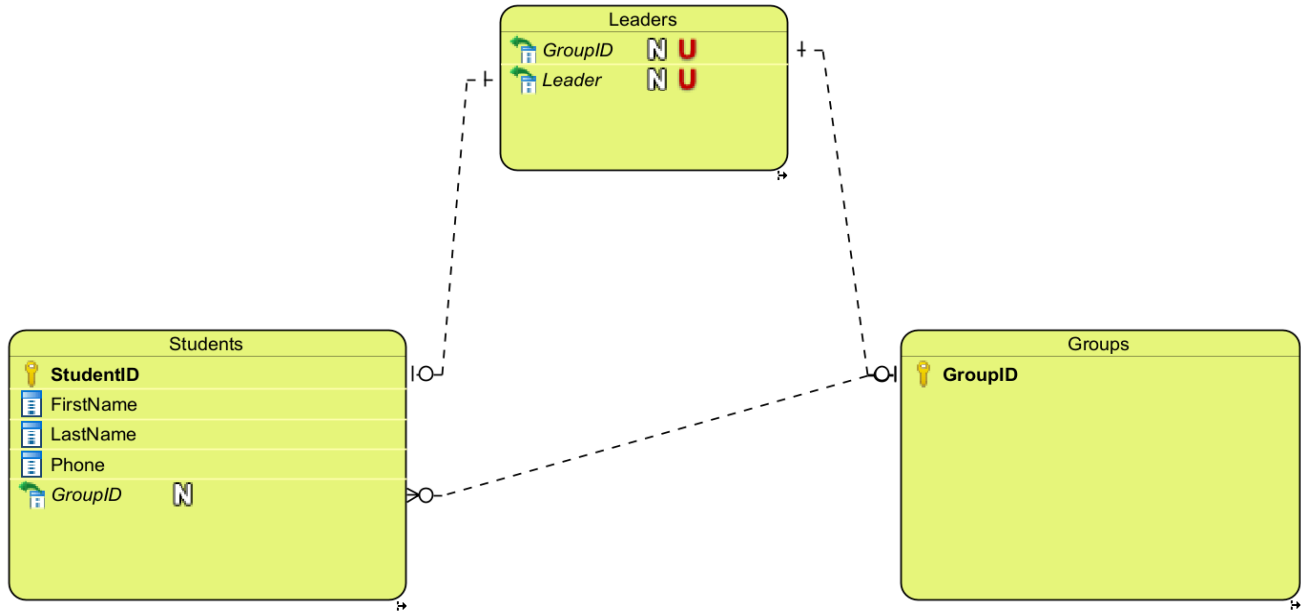 Leaders
GroupID N U
Leader N U
Students
StudentID
FirstName
LastName
Phone
GroupID N
Groups
GroupID